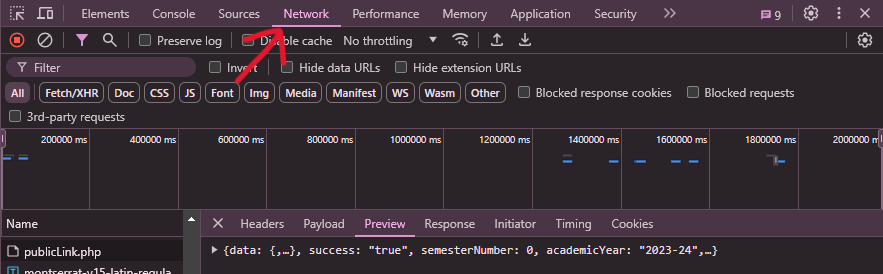 Elements Console Sources Network Performance Memory Application Security 9
Preserve log Disable cache No throttling
Filter Invert Hide data URLs Hide extension URLs
All Fetch/XHR Doc CSS JS Font Img Media Manifest WS Wasm Other Blocked response cookies Blocked requests
3rd-party requests
200000 ms 400000 ms 600000 ms 800000 ms 1000000 ms 1200000 ms 1400000 ms 1600000 ms 1800000 ms 2000000 ms
Name Headers Payload Preview Response Initiator Timing Cookies
publicLink.php {data: {,…}, success: "true", semesterNumber: 0, academicYear: "2023-24",…}
montserrat-v15-latin-regula